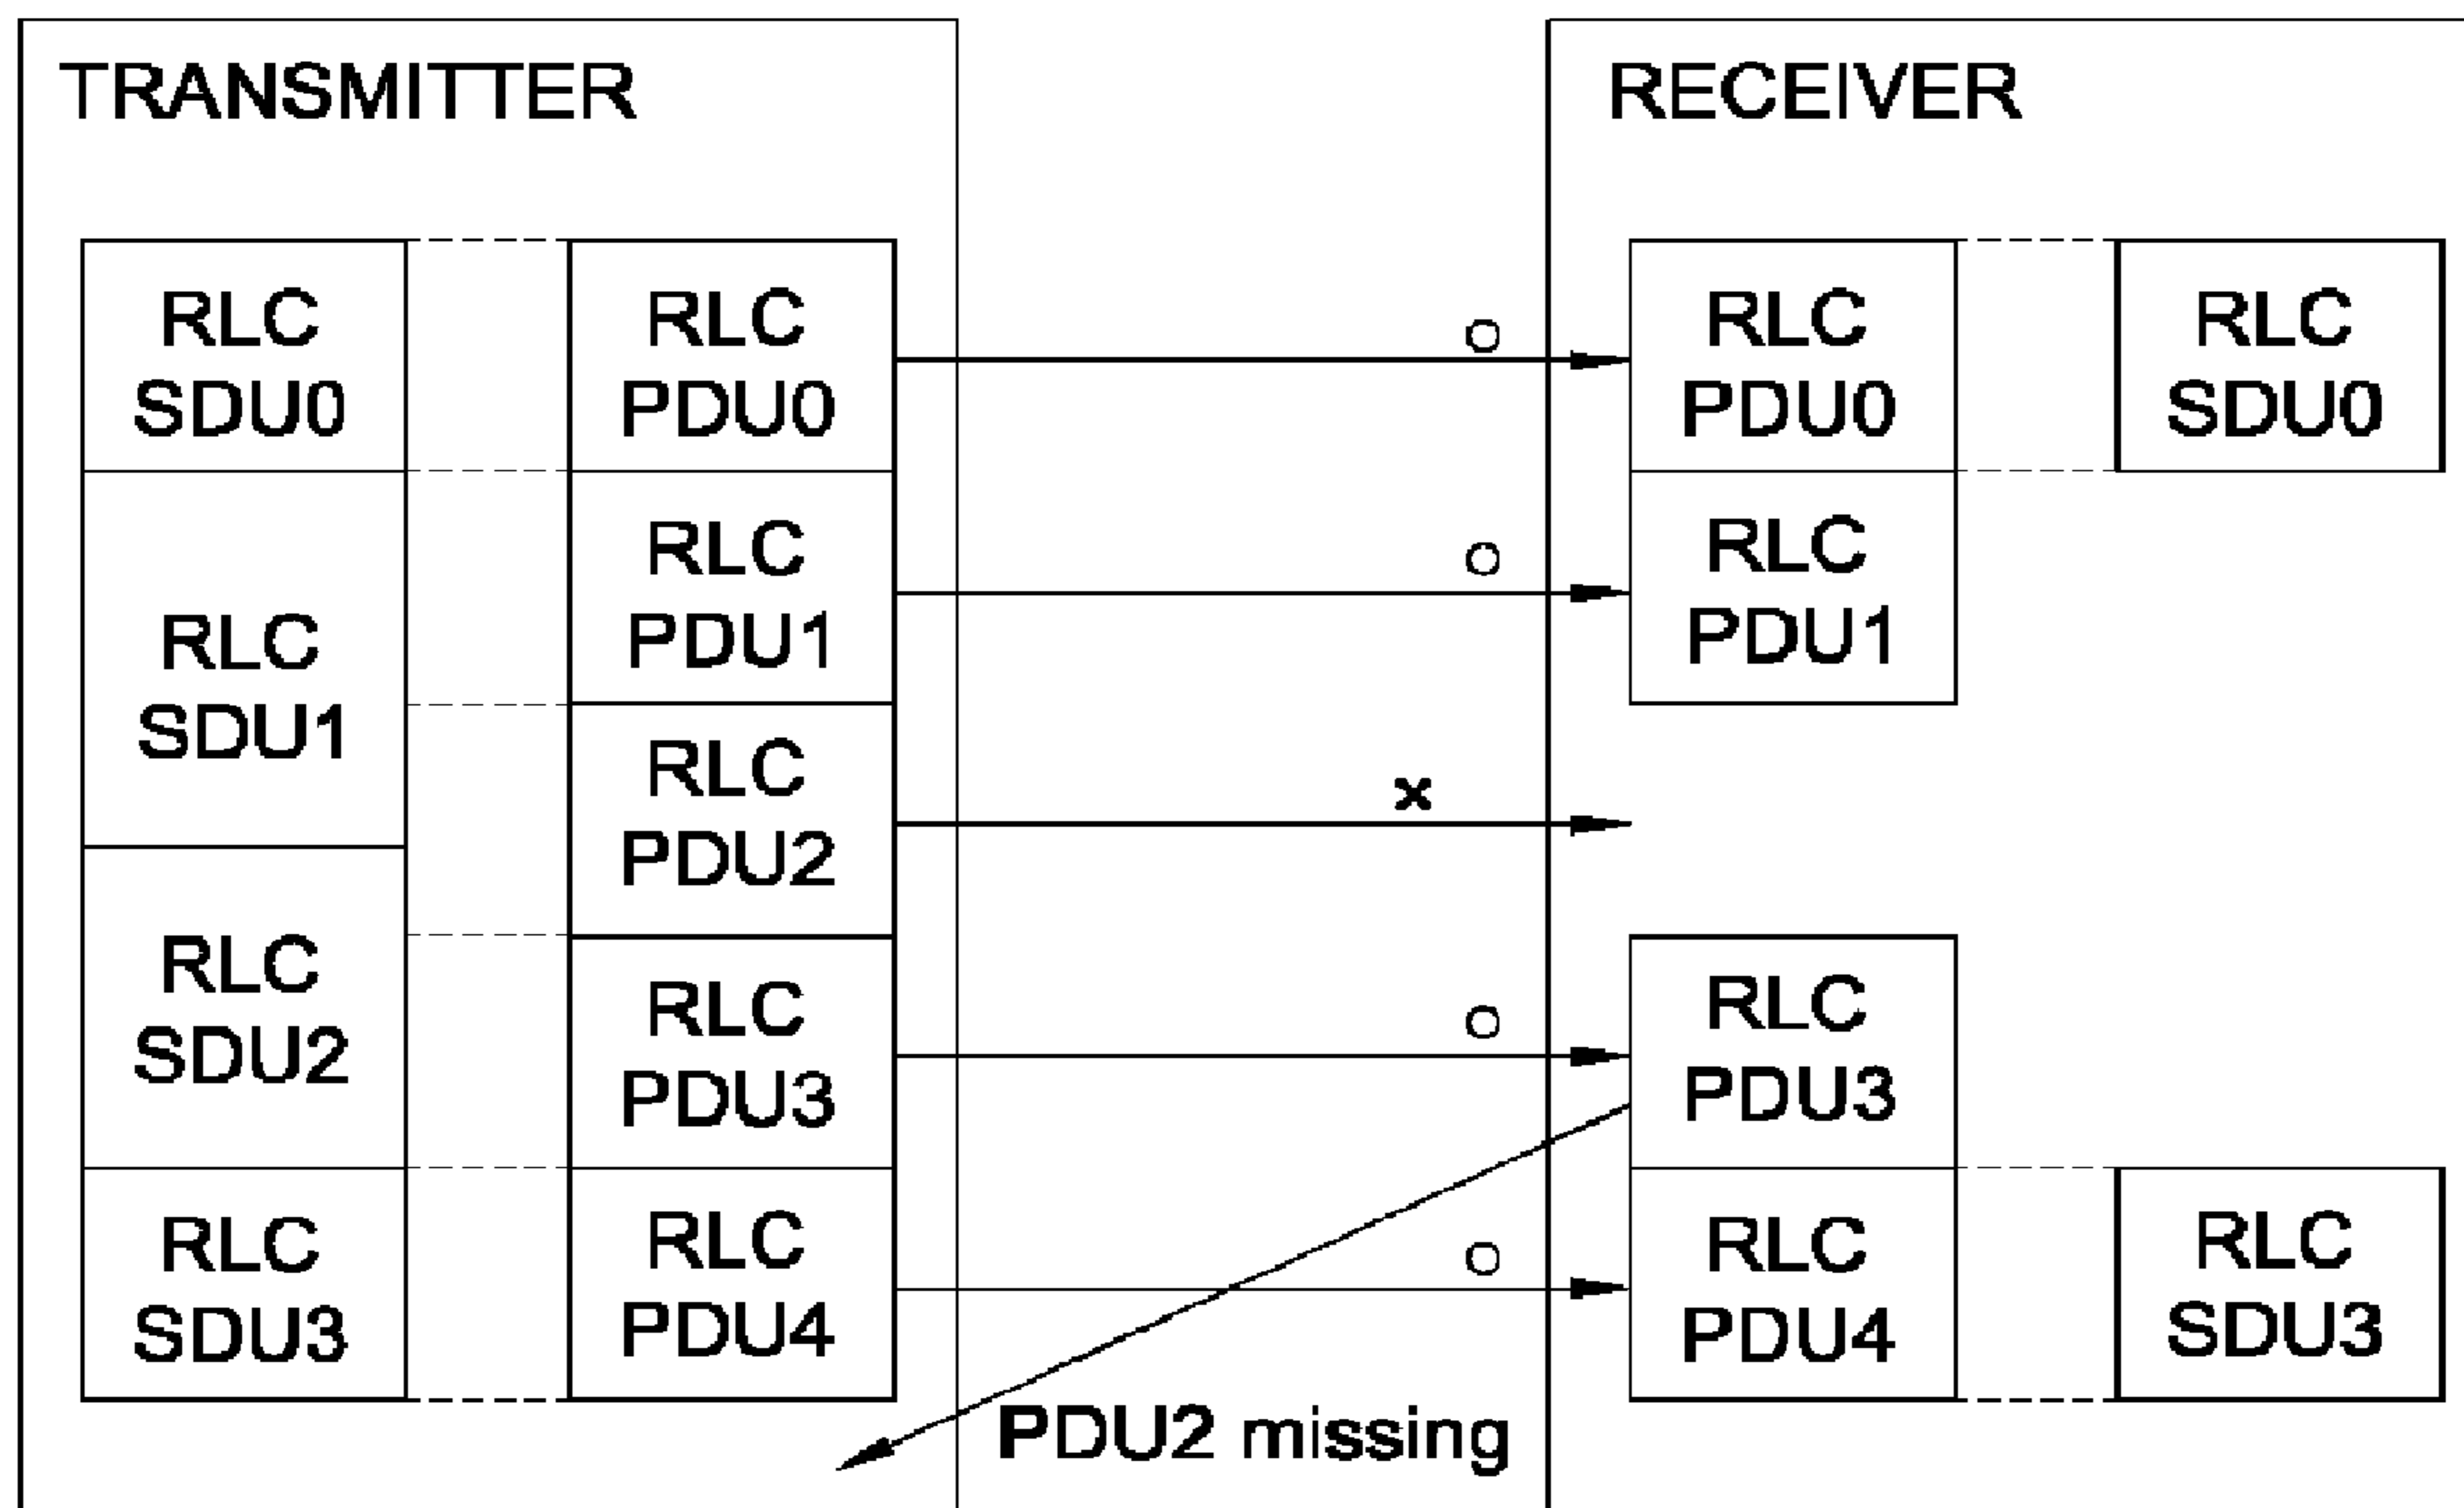 TRANSMITTER
RLC
SDU0
RLC
SDU1
RLC
SDU2
RLC
SDU3
RLC
PDU0
RLC
PDU1
RLC
PDU2
RLC
PDU3
RLC
PDU4
x
PDU2 missing
RECEIVER
RLC
PDU0
RLC
PDU1
RLC
PDU3
RLC
PDU4
RLC
SDU0
RLC
SDU3